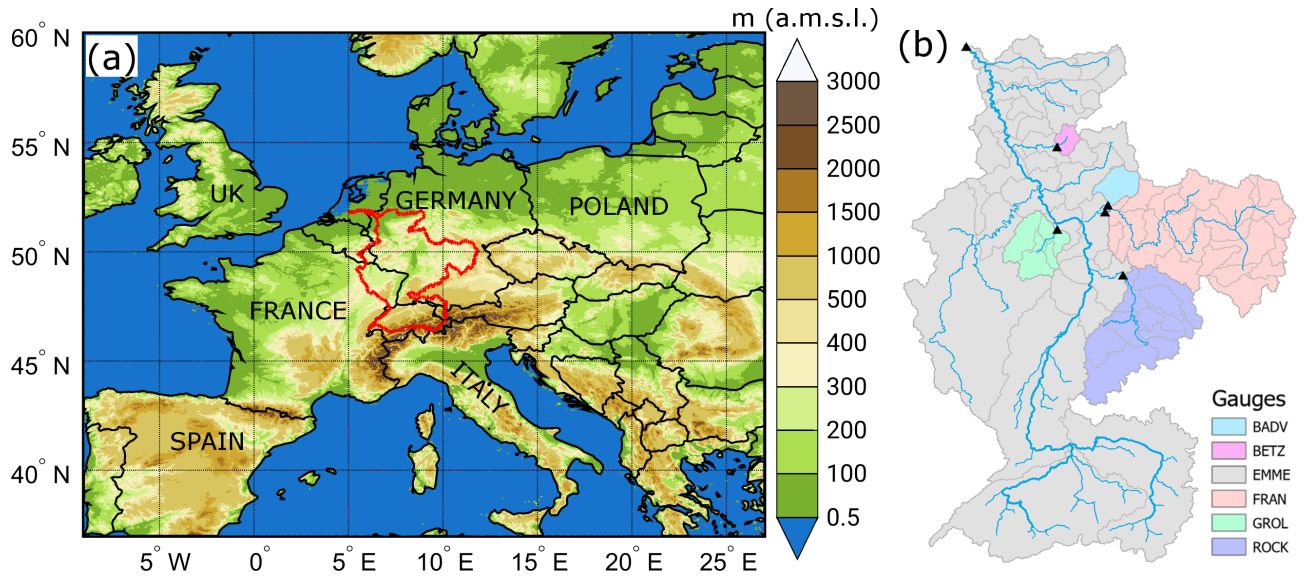 m (a.m.s.l.)
(a)
(b)
60° N
55° N
50° N
45° N
40° N
5° W
0°
5° E
10° E
15° E
20° E
25° E
UK
GERMANY
POLAND
FRANCE
ITALY
SPAIN
3000
2500
2000
1500
1000
500
400
300
200
100
0.5
Gauges
BADV
BETZ
EMME
FRAN
GROL
ROCK